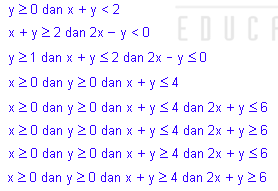 y ≥ 0 dan x + y < 2
x + y ≥ 2 dan 2x − y < 0
y ≥ 1 dan x + y ≤ 2 dan 2x − y ≤ 0
x ≥ 0 dan y ≥ 0 dan x + y ≤ 4
x ≥ 0 dan y ≥ 0 dan x + y ≤ 4 dan 2x + y ≤ 6
x ≥ 0 dan y ≥ 0 dan x + y ≤ 4 dan 2x + y ≥ 6
x ≥ 0 dan y ≥ 0 dan x + y ≥ 4 dan 2x + y ≤ 6
x ≥ 0 dan y ≥ 0 dan x + y ≥ 4 dan 2x + y ≥ 6